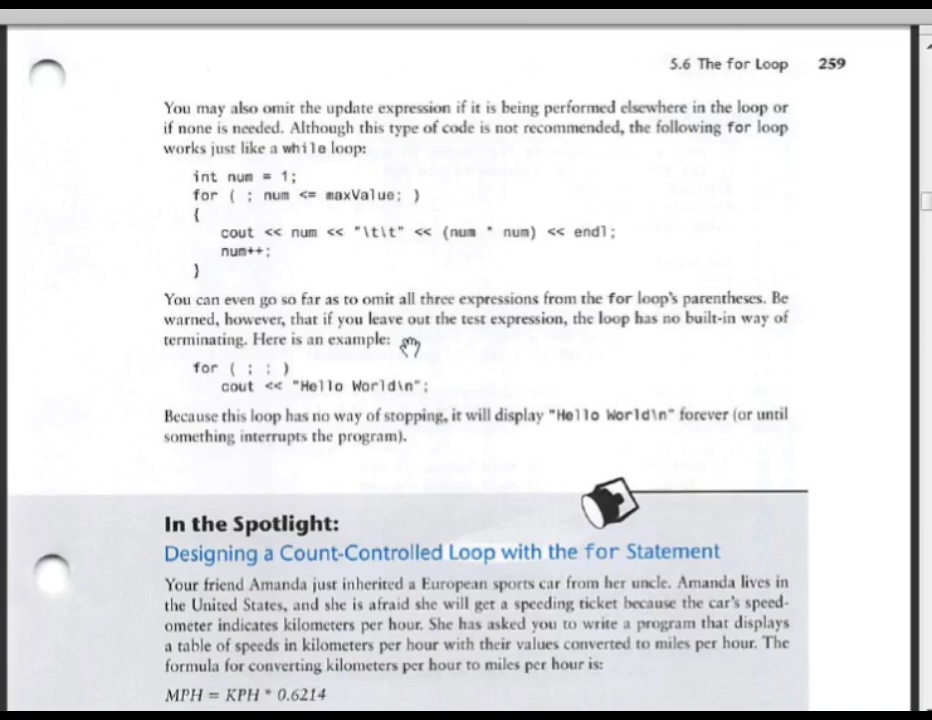 5.6 The for Loop 259
You may also omit the update expression if it is being performed elsewhere in the loop or
if none is needed. Although this type of code is not recommended, the following for loop
works just like a while loop:
int num = 1;
for ( ; num <= maxValue; )
{
cout << num << "\t\t" << (num * num) << endl;
num++;
}
You can even go so far as to omit all three expressions from the for loop's parentheses. Be
warned, however, that if you leave out the test expression, the loop has no built-in way of
terminating. Here is an example:
for ( ; ; )
cout << "Hello World\n";
Because this loop has no way of stopping, it will display "Hello World\n" forever (or until
something interrupts the program).
In the Spotlight:
Designing a Count-Controlled Loop with the for Statement
Your friend Amanda just inherited a European sports car from her uncle. Amanda lives in
the United States, and she is afraid she will get a speeding ticket because the car's speed-
ometer indicates kilometers per hour. She has asked you to write a program that displays
a table of speeds in kilometers per hour with their values converted to miles per hour. The
formula for converting kilometers per hour to miles per hour is:
MPH = KPH * 0.6214